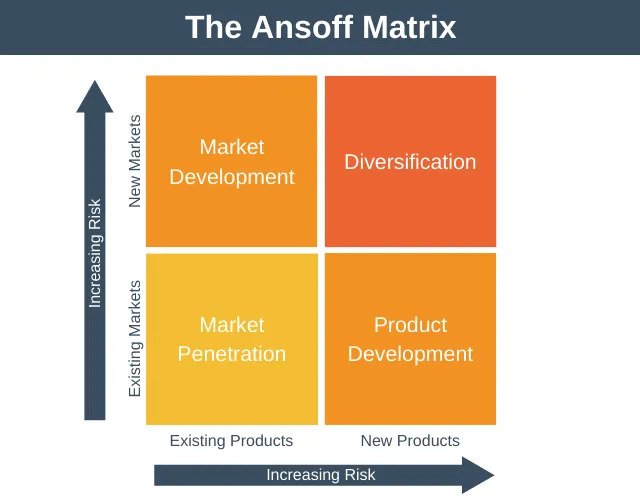 The Ansoff Matrix
Increasing Risk
New Markets
Market
Development
Diversification
Existing Markets
Market
Penetration
Product
Development
Existing Products
New Products
Increasing Risk